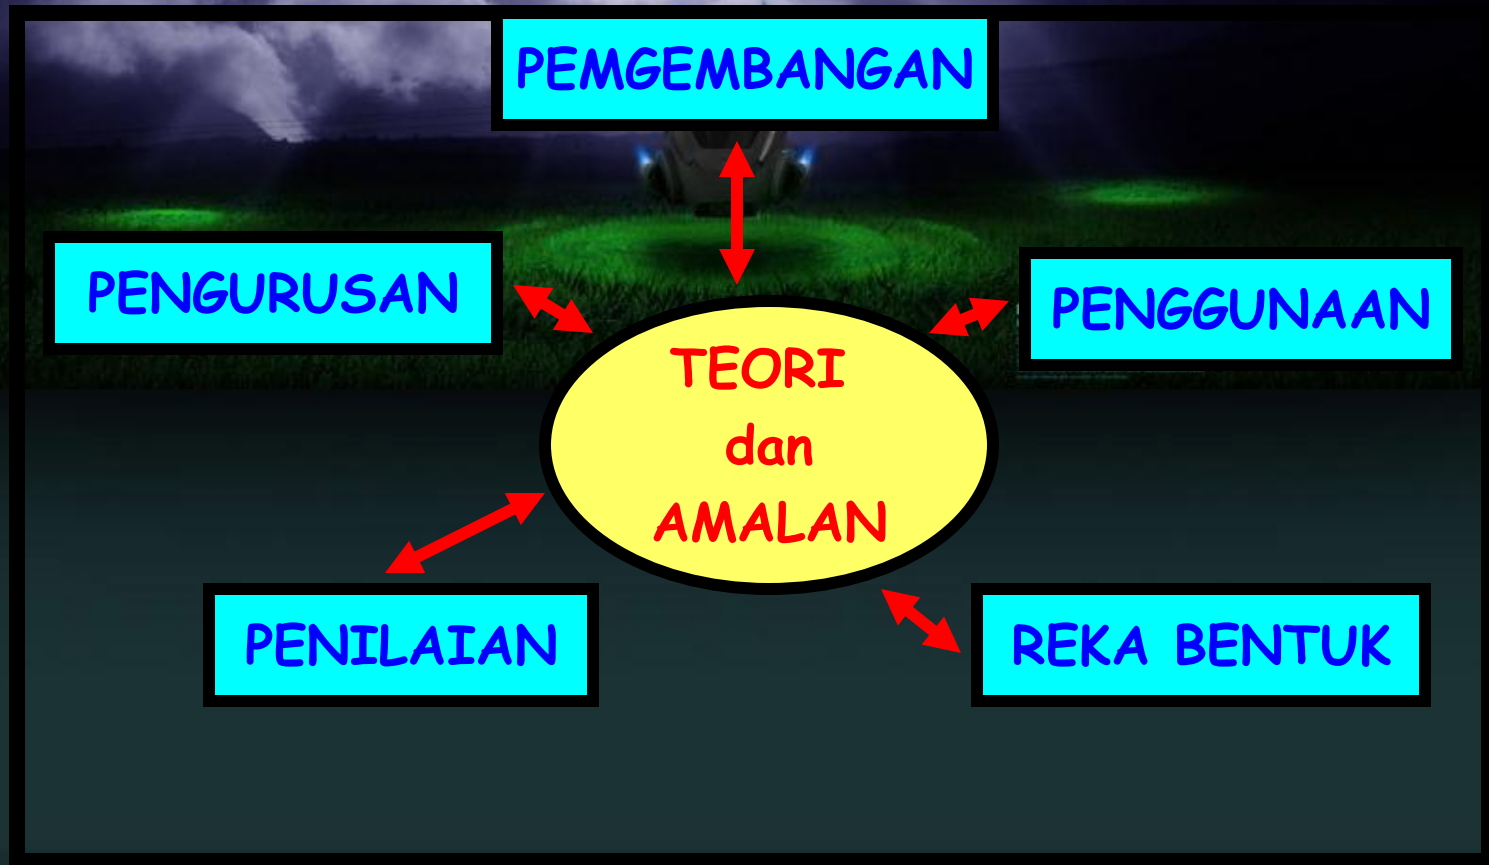 PEMGEMBANGAN
PENGURUSAN
PENGGUNAAN
TEORI
dan
AMALAN
PENILAIAN
REKA BENTUK